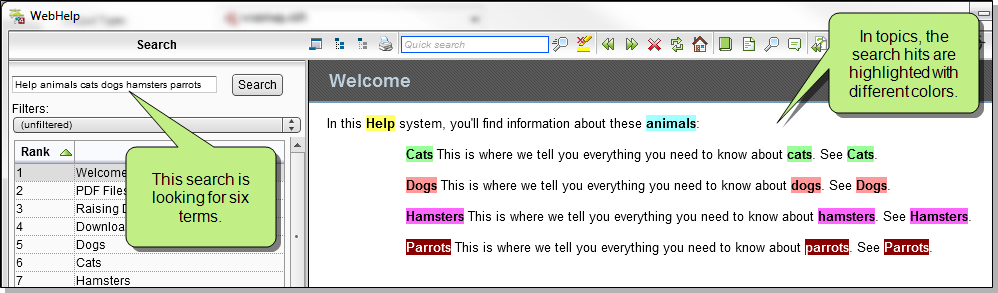 WebHelp
Search
Quick search
Help animals cats dogs hamsters parrots
Search
Filters:
(unfiltered)
Rank
1 Welcome
2 PDF Files
3 Raising D
4 Downloa
5 Dogs
6 Cats
7 Hamsters
This search is
looking for six
terms.
In topics, the
search hits are
highlighted with
different colors.
Welcome
In this Help system, you'll find information about these animals:
Cats This is where we tell you everything you need to know about cats. See Cats.
Dogs This is where we tell you everything you need to know about dogs. See Dogs.
Hamsters This is where we tell you everything you need to know about hamsters. See Hamsters.
Parrots This is where we tell you everything you need to know about parrots. See Parrots.